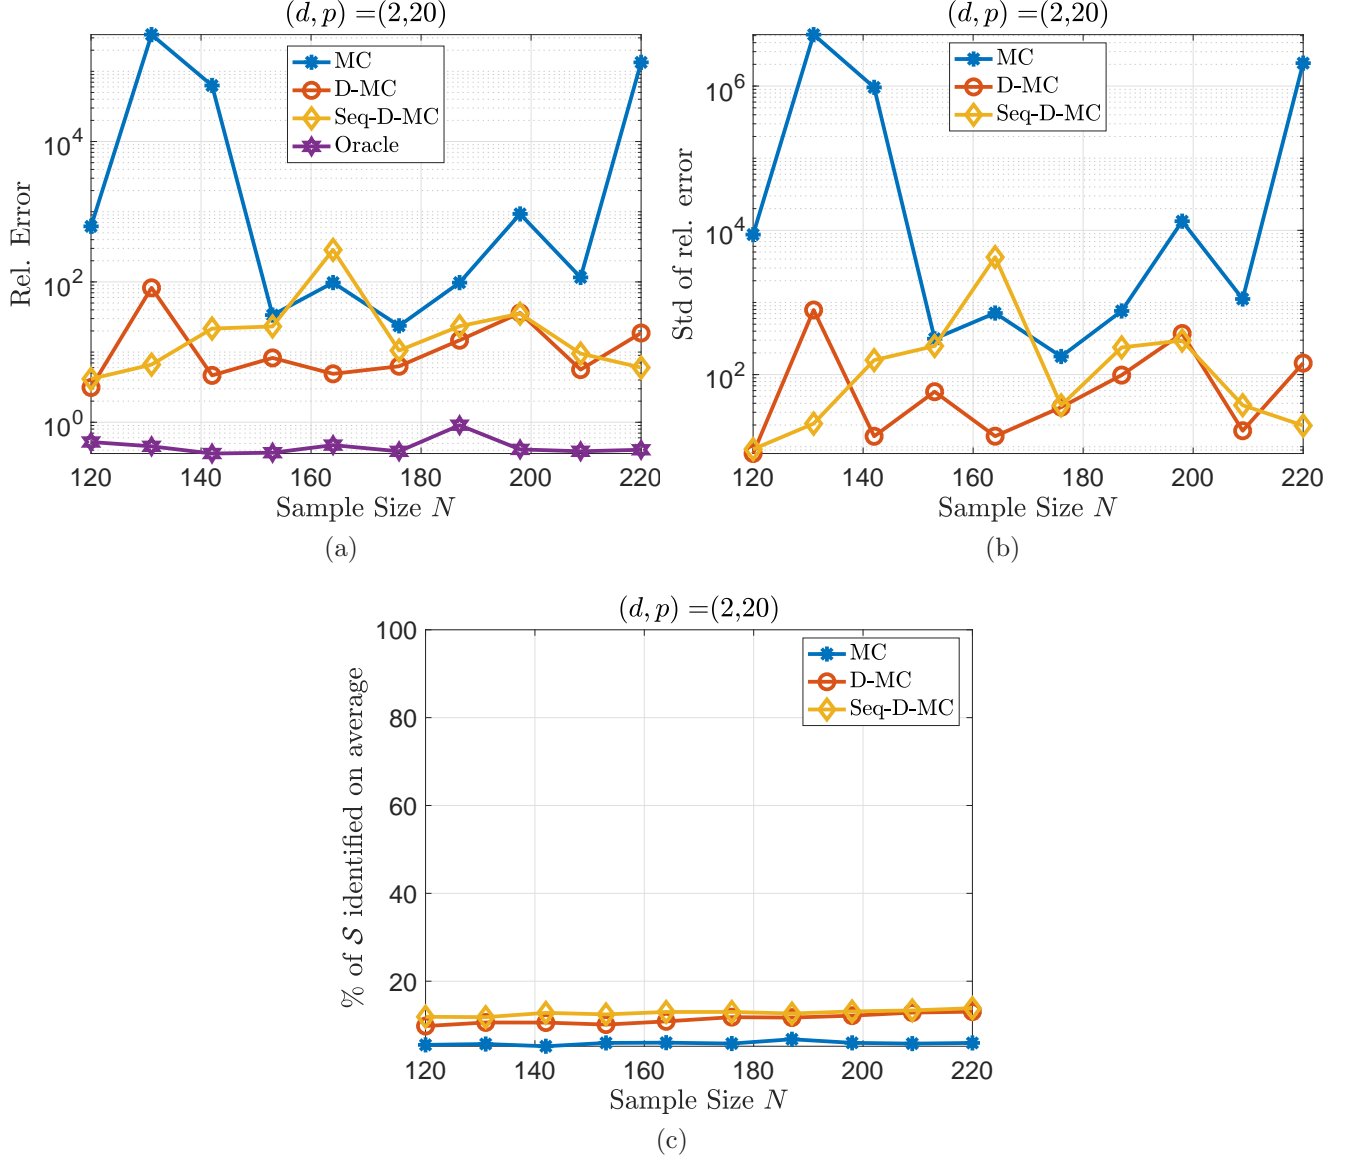 (d, p) =(2,20)
MC
D-MC
Seq-D-MC
Oracle
10^4
10^2
10^0
Rel. Error
120 140 160 180 200 220
Sample Size N
(a)
(d, p) =(2,20)
MC
D-MC
Seq-D-MC
10^6
10^4
10^2
Std of rel. error
120 140 160 180 200 220
Sample Size N
(b)
(d, p) =(2,20)
MC
D-MC
Seq-D-MC
100
80
60
40
20
% of S identified on average
120 140 160 180 200 220
Sample Size N
(c)